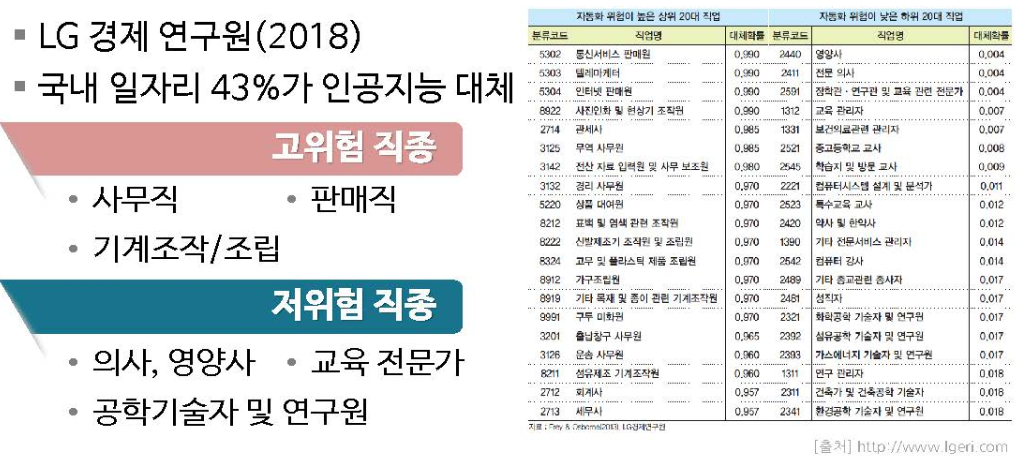 ▪ LG 경제 연구원(2018)
▪ 국내 일자리 43%가 인공지능 대체
고위험 직종
• 사무직 • 판매직
• 기계조작/조립
저위험 직종
• 의사, 영양사 • 교육 전문가
• 공학기술자 및 연구원
자동화 위험이 높은 상위 20대 직업 자동화 위험이 낮은 하위 20대 직업
분류코드 직업명 대체확률 분류코드 직업명 대체확률
5302 통신서비스 판매원 0,990 2440 영양사 0,004
5303 텔레마케터 0,990 2411 전문 의사 0,004
5304 인터넷 판매원 0,990 2591 장학관·연구관 및 교육 관련 전문가 0,004
8922 사진인화 및 현상기 조작원 0,990 1312 교육 관리자 0,007
2714 관세사 0,985 1331 보건의료관련 관리자 0,007
3125 무역 사무원 0,985 2521 중고등학교 교사 0,008
3142 전산 자료 입력원 및 사무 보조원 0,980 2545 학습지 및 방문 교사 0,009
3132 경리 사무원 0,970 2221 컴퓨터시스템 설계 및 분석가 0,011
5220 상품 대여원 0,970 2523 특수교육 교사 0,012
8212 표백 및 염색 관련 조작원 0,970 2420 약사 및 한약사 0,012
8222 신발제조기 조작원 및 조립원 0,970 1390 기타 전문서비스 관리자 0,014
8324 고무 및 플라스틱 제품 조립원 0,970 2542 컴퓨터 강사 0,014
8912 가구조립원 0,970 2489 기타 종교관련 종사자 0,017
8919 기타 목재 및 종이 관련 기계조작원 0,970 2481 성직자 0,017
9991 구두 미화원 0,970 2321 화학공학 기술자 및 연구원 0,017
3201 출납창구 사무원 0,965 2392 섬유공학 기술자 및 연구원 0,017
3126 운송 사무원 0,960 2393 가스에너지 기술자 및 연구원 0,017
8211 섬유제조 기계조작원 0,960 1311 연구 관리자 0,018
2712 회계사 0,957 2311 건축가 및 건축공학 기술자 0,018
2713 세무사 0,957 2341 환경공학 기술자 및 연구원 0,018
자료 : Frey & Osborne(2013), LG경제연구원
[출처] http://www.lgeri.com